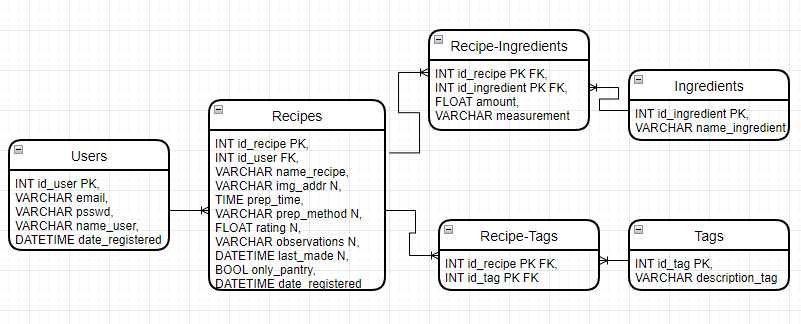 Users
INT id_user PK,
VARCHAR email,
VARCHAR psswd,
VARCHAR name_user,
DATETIME date_registered
Recipes
INT id_recipe PK,
INT id_user FK,
VARCHAR name_recipe,
VARCHAR img_addr N,
TIME prep_time,
VARCHAR prep_method N,
FLOAT rating N,
VARCHAR observations N,
DATETIME last_made N,
BOOL only_pantry,
DATETIME date_registered
Recipe-Ingredients
INT id_recipe PK FK,
INT id_ingredient PK FK,
FLOAT amount,
VARCHAR measurement
Ingredients
INT id_ingredient PK,
VARCHAR name_ingredient
Recipe-Tags
INT id_recipe PK FK,
INT id_tag PK FK
Tags
INT id_tag PK,
VARCHAR description_tag